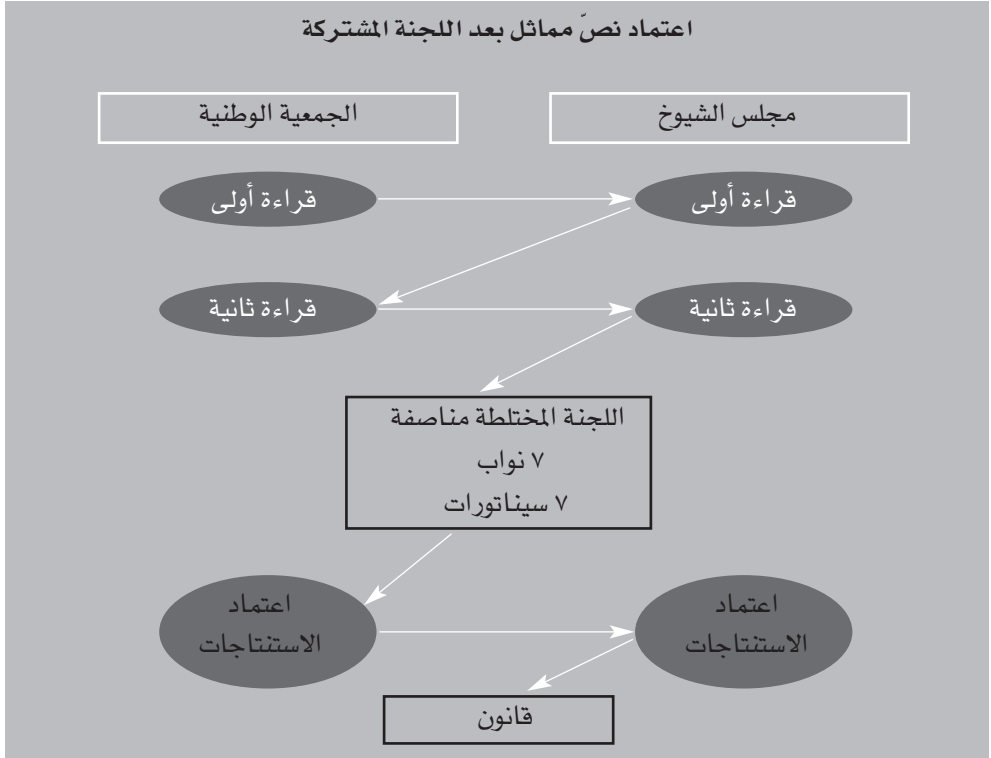 اعتماد نصّ مماثل بعد اللجنة المشتركة
مجلس الشيوخ
الجمعية الوطنية
قراءة أولى
قراءة أولى
قراءة ثانية
قراءة ثانية
اللجنة المختلطة مناصفة
٧ نواب
٧ سيناتورات
اعتماد
الاستنتاجات
اعتماد
الاستنتاجات
قانون